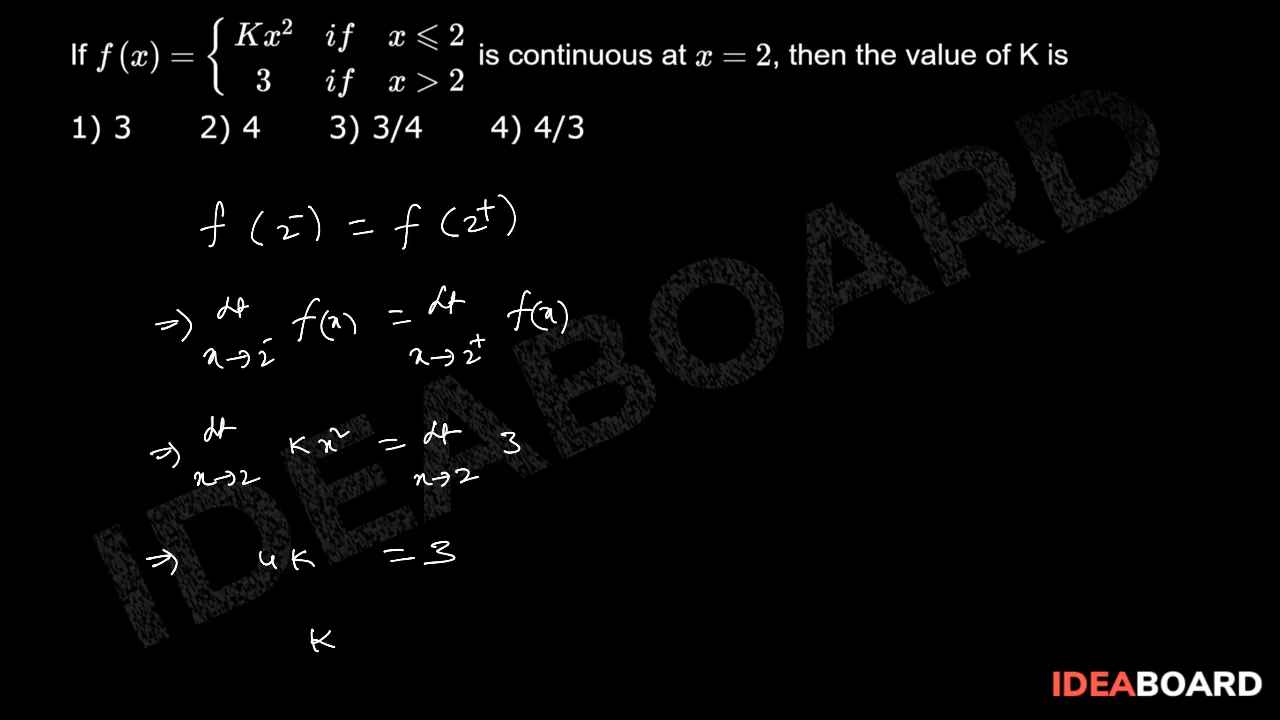 If f(x) = { Kx² if x ⩽ 2
3 if x > 2 is continuous at x = 2, then the value of K is
1) 3 2) 4 3) 3/4 4) 4/3
f(2⁻) = f(2⁺)
⇒ Lt x→2⁻ f(x) = Lt x→2⁺ f(x)
⇒ Lt x→2 Kx² = Lt x→2 3
⇒ 4K = 3
K
IDEABOARD
IDEABOARD